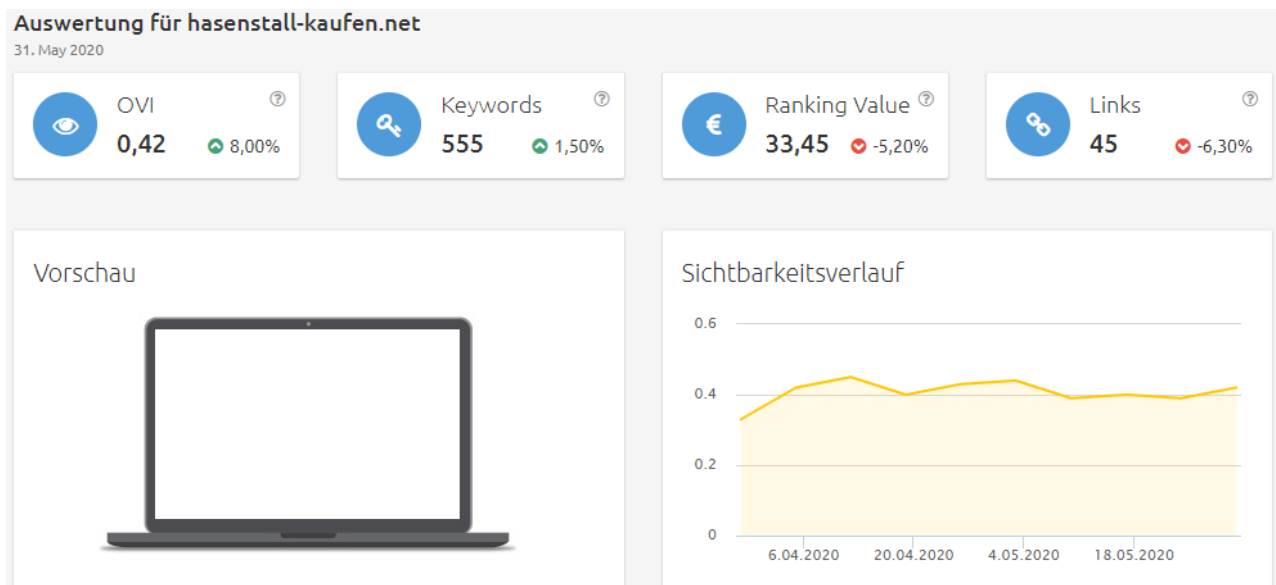 Auswertung für hasenstall-kaufen.net
31. May 2020
OVI
0,42 8,00%
Keywords
555 1,50%
Ranking Value
33,45 -5,20%
Links
45 -6,30%
Vorschau
Sichtbarkeitsverlauf
0.6
0.4
0.2
0
6.04.2020 20.04.2020 4.05.2020 18.05.2020